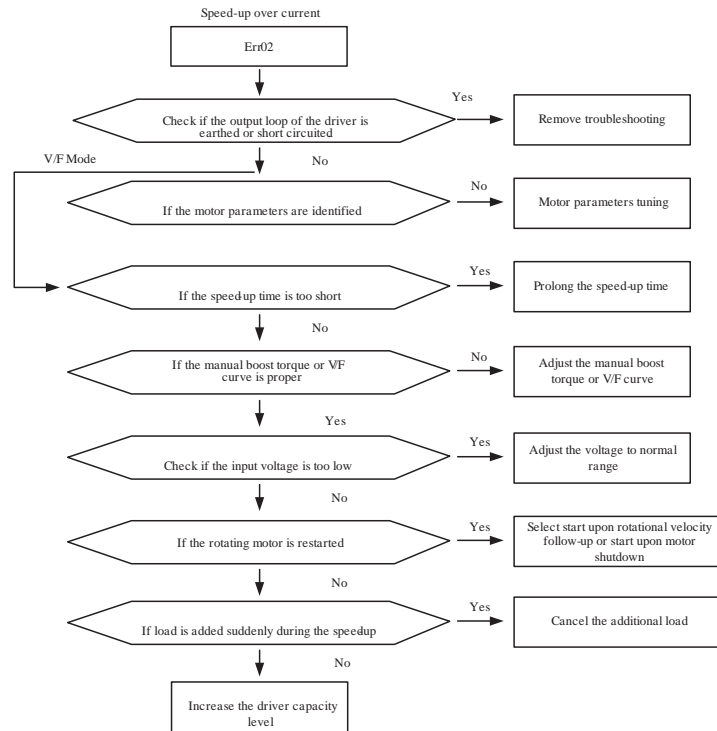 Speed-up over current
Err02
Yes
Check if the output loop of the driver is
earthed or short circuited
Remove troubleshooting
V/F Mode
No
No
If the motor parameters are identified
Motor parameters tuning
Yes
If the speed-up time is too short
Prolong the speed-up time
No
If the manual boost torque or V/F
curve is proper
No
Adjust the manual boost
torque or V/F curve
Yes
Yes
Check if the input voltage is too low
Adjust the voltage to normal
range
No
If the rotating motor is restarted
Yes
Select start upon rotational velocity
follow-up or start upon motor
shutdown
No
Yes
If load is added suddenly during the speed-up
Cancel the additional load
No
Increase the driver capacity
level